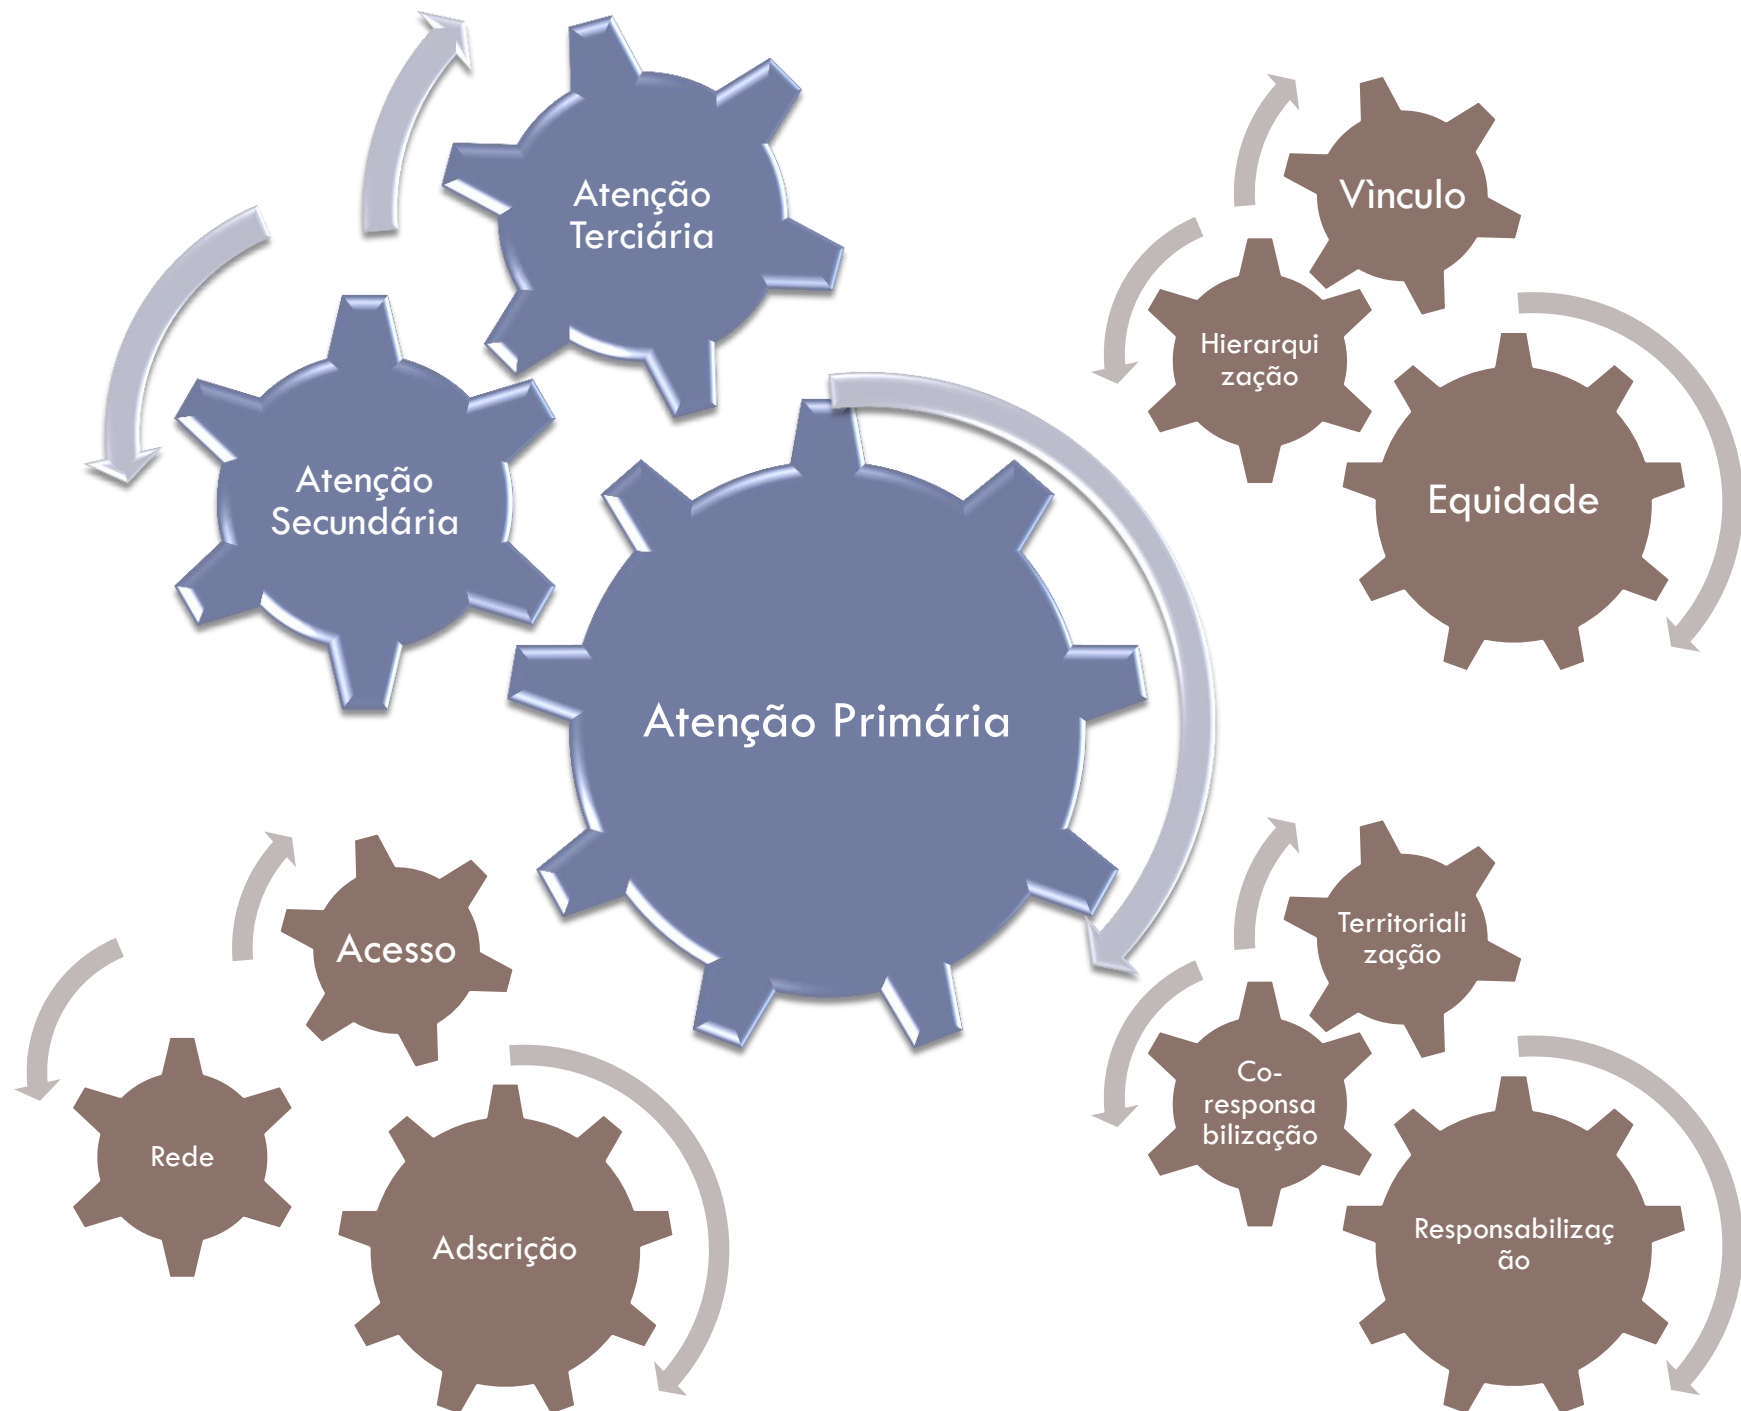 Atenção
Terciária
Atenção
Secundária
Atenção Primária
Vìnculo
Hierarqui
zação
Equidade
Acesso
Rede
Adscrição
Territoriali
zação
Co-
responsa
bilização
Responsabilizaç
ão